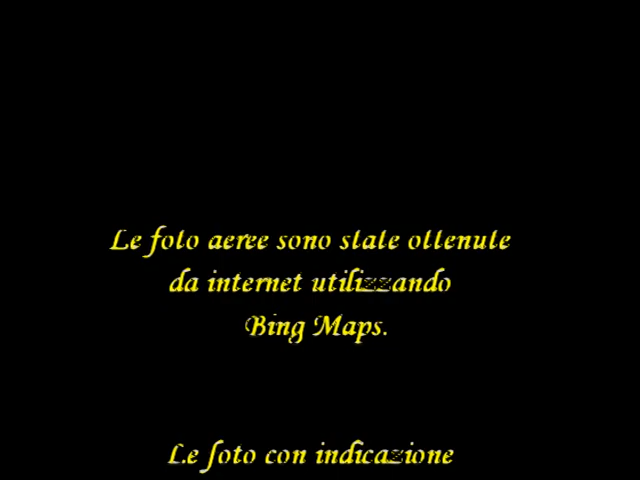 Le foto aeree sono state ottenute
da internet utilizzando
Bing Maps.
Le foto con indicazione